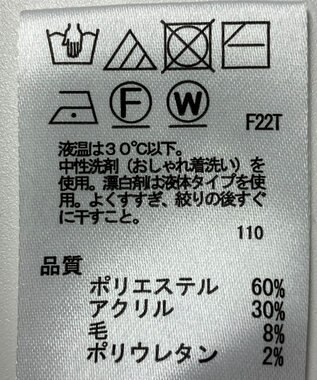 F W
F22T
液温は30℃以下。
中性洗剤（おしゃれ着洗い）を
使用。漂白剤は液体タイプを使
用。よくすすぎ、絞りの後すぐ
に干すこと。
110
品質
ポリエステル 60%
アクリル 30%
毛 8%
ポリウレタン 2%